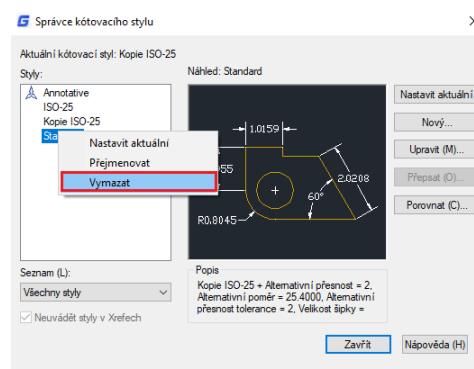 Správce kótovacího stylu
Aktuální kótovací styl: Kopie ISO-25
Styly:
Annotative
ISO-25
Kopie ISO-25
Nastavit aktuální
Přejmenovat
Vymazat
Náhled: Standard
1.0159
2.0208
60°
R0.8045
Nastavit aktuální
Nový...
Upravit (M)...
Přepsat (O)...
Porovnat (C)...
Seznam (L):
Všechny styly
Neuvádět styly v Xrefech
Popis
Kopie ISO-25 + Alternativní přesnost = 2,
Alternativní poměr = 25.4000, Alternativní
přesnost tolerance = 2, Velikost šipky =
Zavřít
Nápověda (H)